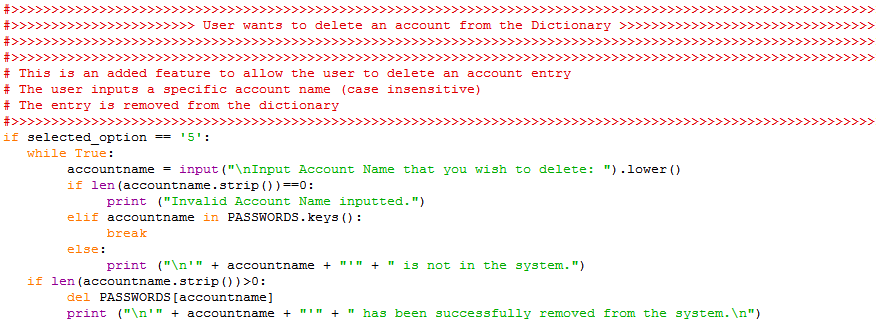 #>>>>>>>>>>>>>>>>>>>>>>>>>>>>>>>>>>>>>>>>>>>>>>>>>>>>>>>>>>>>>>>>>>>>>>>>>>>>>>>>>>>>>>>>>>>>>>>>>>>>>>>>>>>>
#>>>>>>>>>>>>>>>>>>>>>>> User wants to delete an account from the Dictionary >>>>>>>>>>>>>>>>>>>>>>>>>>>>>>>>
#>>>>>>>>>>>>>>>>>>>>>>>>>>>>>>>>>>>>>>>>>>>>>>>>>>>>>>>>>>>>>>>>>>>>>>>>>>>>>>>>>>>>>>>>>>>>>>>>>>>>>>>>>>>>
#>>>>>>>>>>>>>>>>>>>>>>>>>>>>>>>>>>>>>>>>>>>>>>>>>>>>>>>>>>>>>>>>>>>>>>>>>>>>>>>>>>>>>>>>>>>>>>>>>>>>>>>>>>>>
# This is an added feature to allow the user to delete an account entry
# The user inputs a specific account name (case insensitive)
# The entry is removed from the dictionary
#>>>>>>>>>>>>>>>>>>>>>>>>>>>>>>>>>>>>>>>>>>>>>>>>>>>>>>>>>>>>>>>>>>>>>>>>>>>>>>>>>>>>>>>>>>>>>>>>>>>>>>>>>>>>
if selected_option == '5':
   while True:
        accountname = input("\nInput Account Name that you wish to delete: ").lower()
        if len(accountname.strip())==0:
             print ("Invalid Account Name inputted.")
        elif accountname in PASSWORDS.keys():
             break
        else:
             print ("\n'" + accountname + "'" + " is not in the system.")
   if len(accountname.strip())>0:
        del PASSWORDS[accountname]
        print ("\n'" + accountname + "'" + " has been successfully removed from the system.\n")